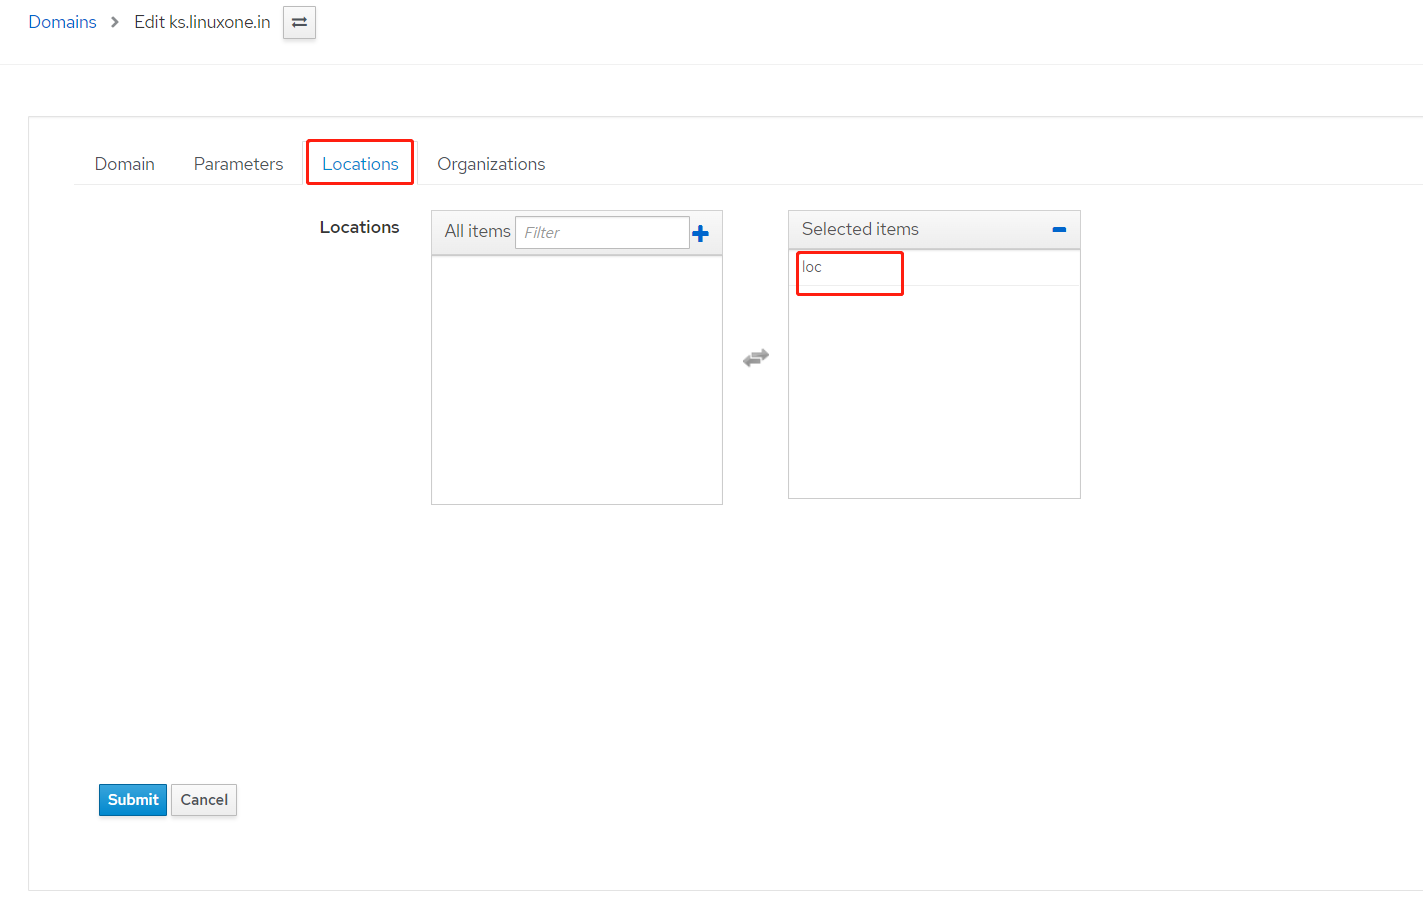 Domains > Edit ks.linuxone.in
Domain Parameters Locations Organizations
Locations All items Filter Selected items
loc
Submit Cancel